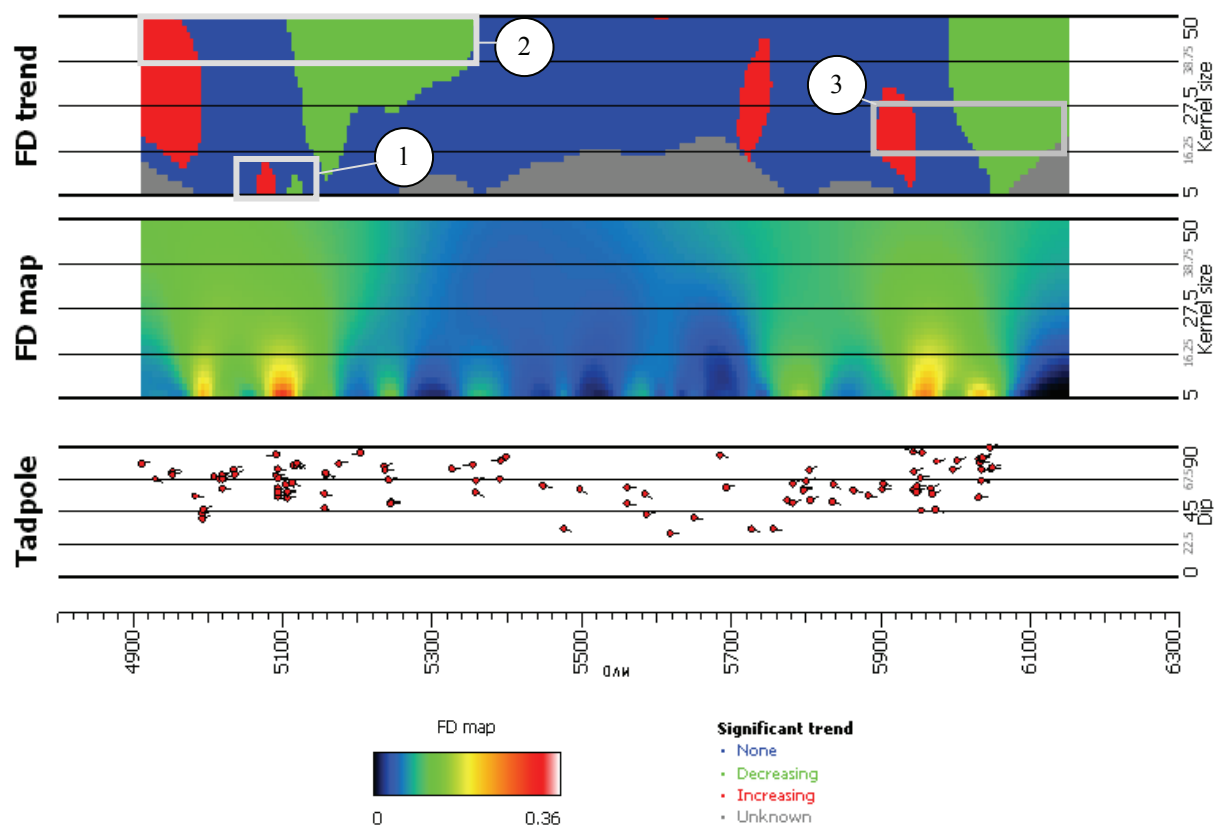 FD trend
1
2
3
50
38.75
27.5
16.25
5
Kernel size
FD map
50
38.75
27.5
16.25
5
Kernel size
Tadpole
90
67.5
45
22.5
0
Dip
4900 5100 5300 5500 5700 5900 6100 6300
MVD
FD map
0 0.36
Significant trend
None
Decreasing
Increasing
Unknown